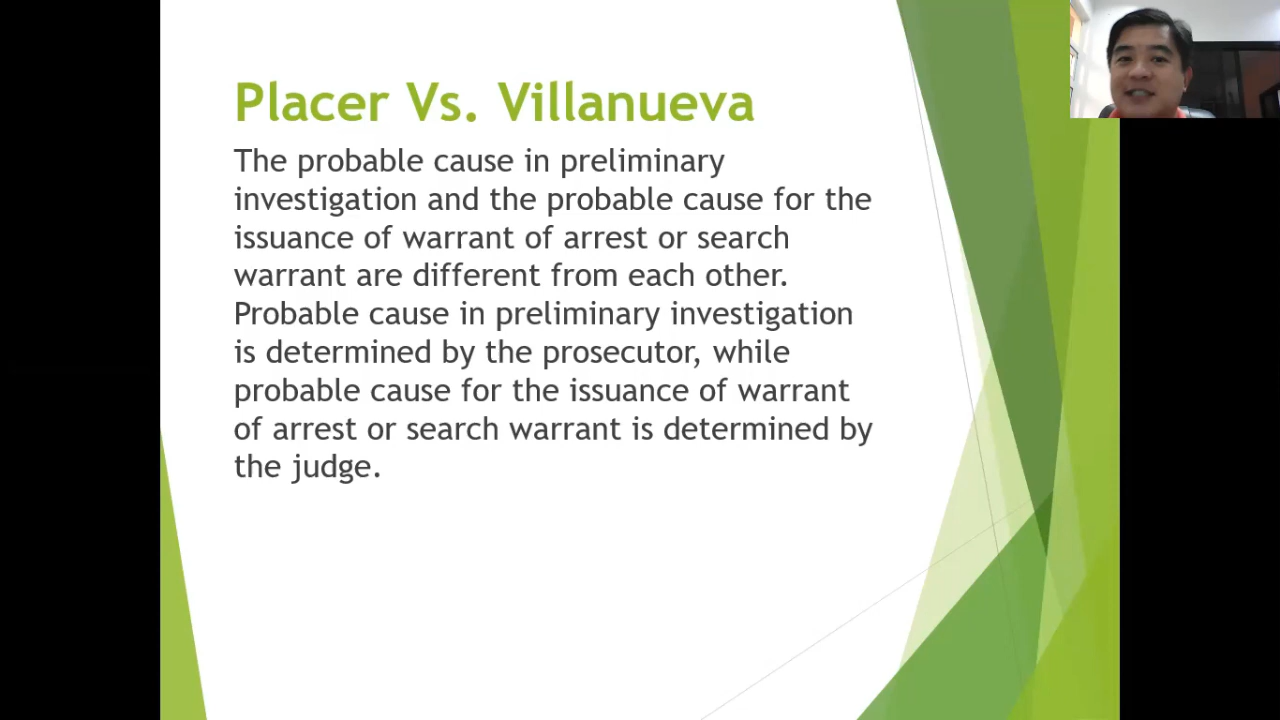 Placer Vs. Villanueva
The probable cause in preliminary
investigation and the probable cause for the
issuance of warrant of arrest or search
warrant are different from each other.
Probable cause in preliminary investigation
is determined by the prosecutor, while
probable cause for the issuance of warrant
of arrest or search warrant is determined by
the judge.